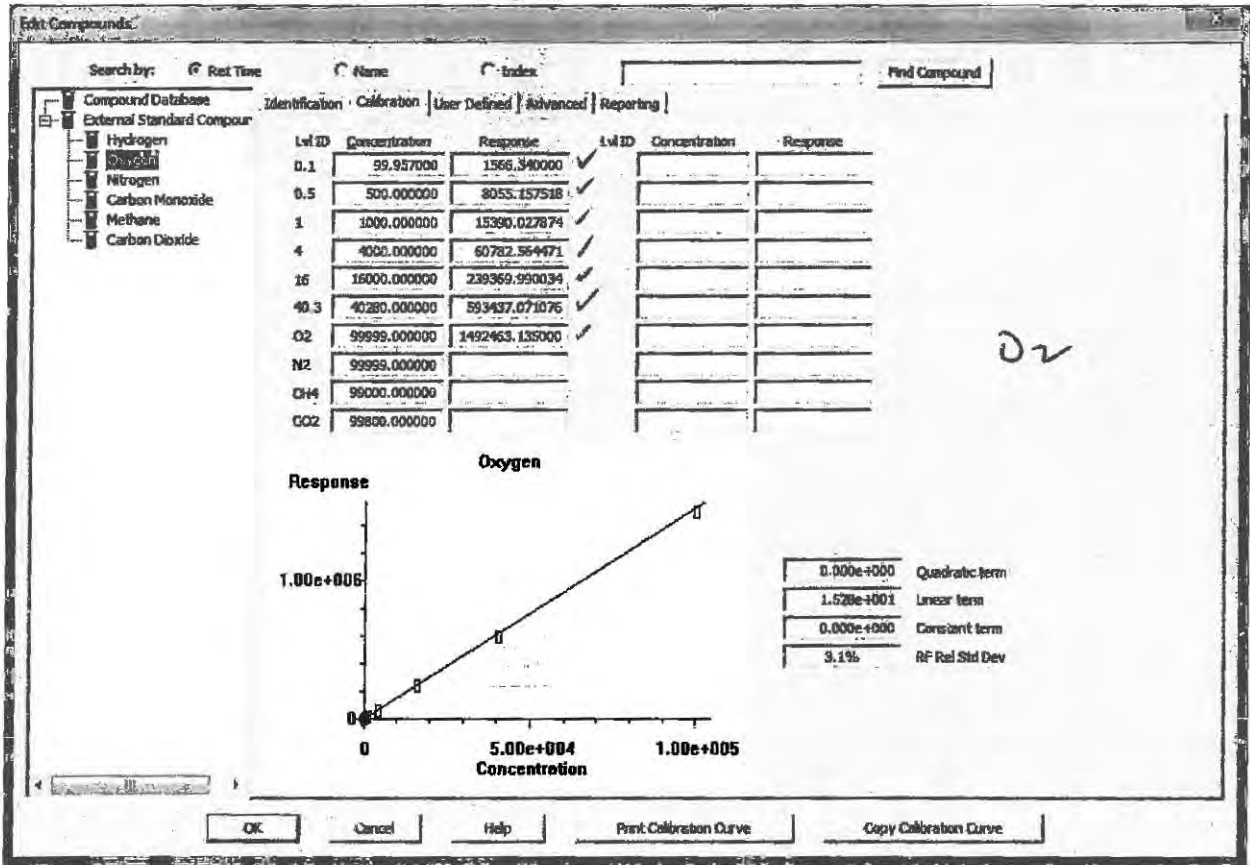 Edit Compounds
Search by: Ret Time Name Index Find Compound
Compound Database
External Standard Compour
Hydrogen
Oxygen
Nitrogen
Carbon Monoxide
Methane
Carbon Dioxide
Identification Calibration User Defined Advanced Reporting
Lvl ID Concentration Response Lvl ID Concentration Response
0.1 99.957000 1566.340000 ✓
0.5 500.000000 8055.157518 ✓
1 1000.000000 15390.027874 ✓
4 4000.000000 60782.564471 ✓
16 16000.000000 239369.990034 ✓
40.3 40280.000000 593437.071076 ✓
O2 99999.000000 1492463.135000 ✓
N2 99999.000000
CH4 99000.000000
CO2 99800.000000
O2
Oxygen
Response
1.00e+006
0
0 5.00e+004 1.00e+005
Concentration
0.000e+000 Quadratic term
1.528e+001 Linear term
0.000e+000 Constant term
3.1% RF Rel Std Dev
OK Cancel Help Print Calibration Curve Copy Calibration Curve